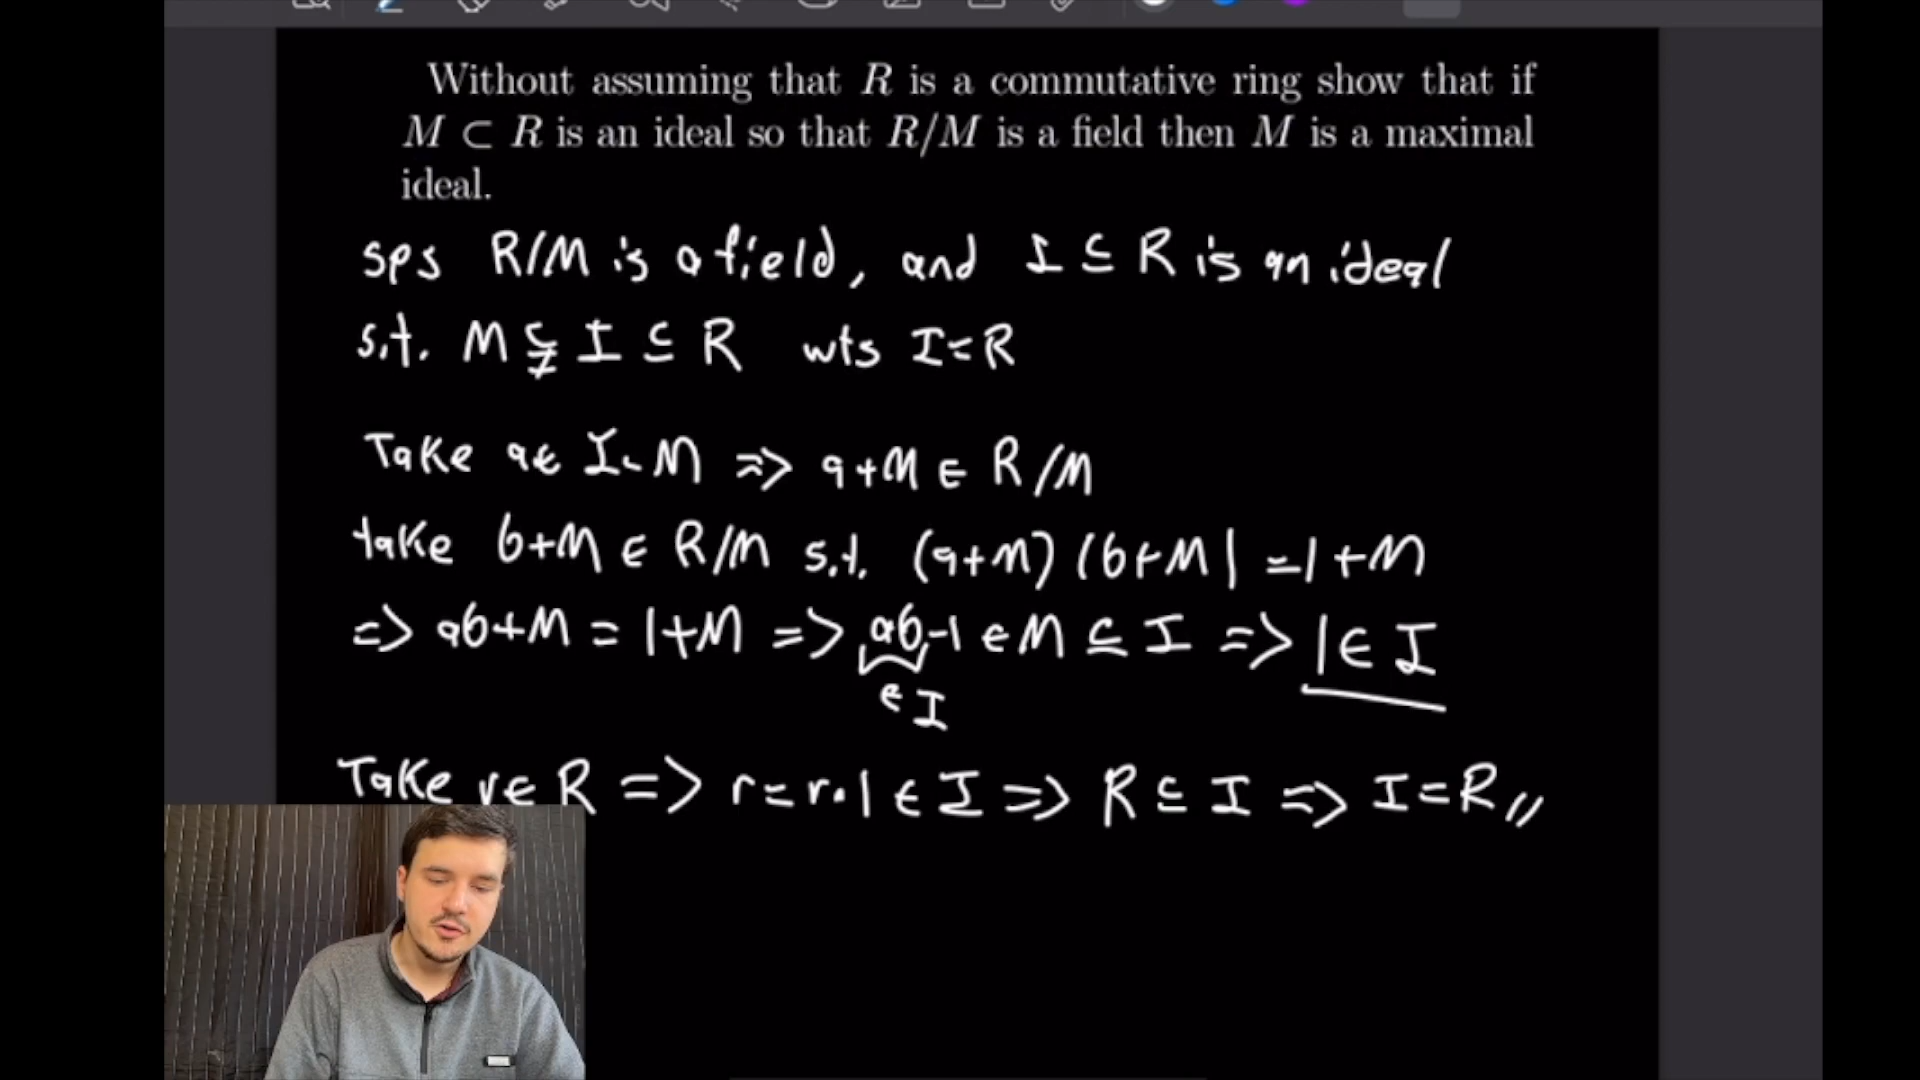 Without assuming that R is a commutative ring show that if
M ⊂ R is an ideal so that R/M is a field then M is a maximal
ideal.
sps R/M is a field, and I ⊆ R is an ideal
s.t. M ⊊ I ⊆ R wts I = R
Take a ∈ I \ M => a+M ∈ R/M
take b+M ∈ R/M s.t. (a+M)(b+M) = 1+M
=> ab+M = 1+M => ab-1 ∈ M ⊆ I => 1 ∈ I
∈ I
Take r ∈ R => r = r·1 ∈ I => R ⊆ I => I = R //